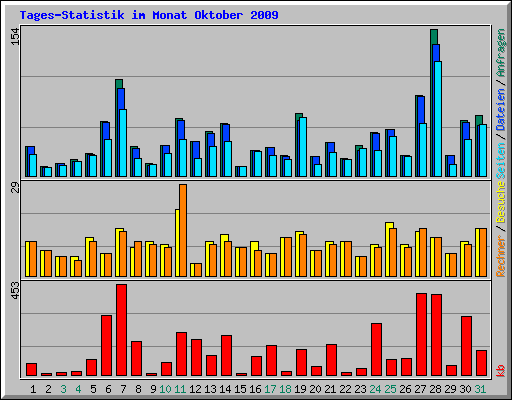 Tages-Statistik im Monat Oktober 2009
154
29
453
Rechner / Besuche Seiten / Dateien / Anfragen
kb
1 2 3 4 5 6 7 8 9 10 11 12 13 14 15 16 17 18 19 20 21 22 23 24 25 26 27 28 29 30 31